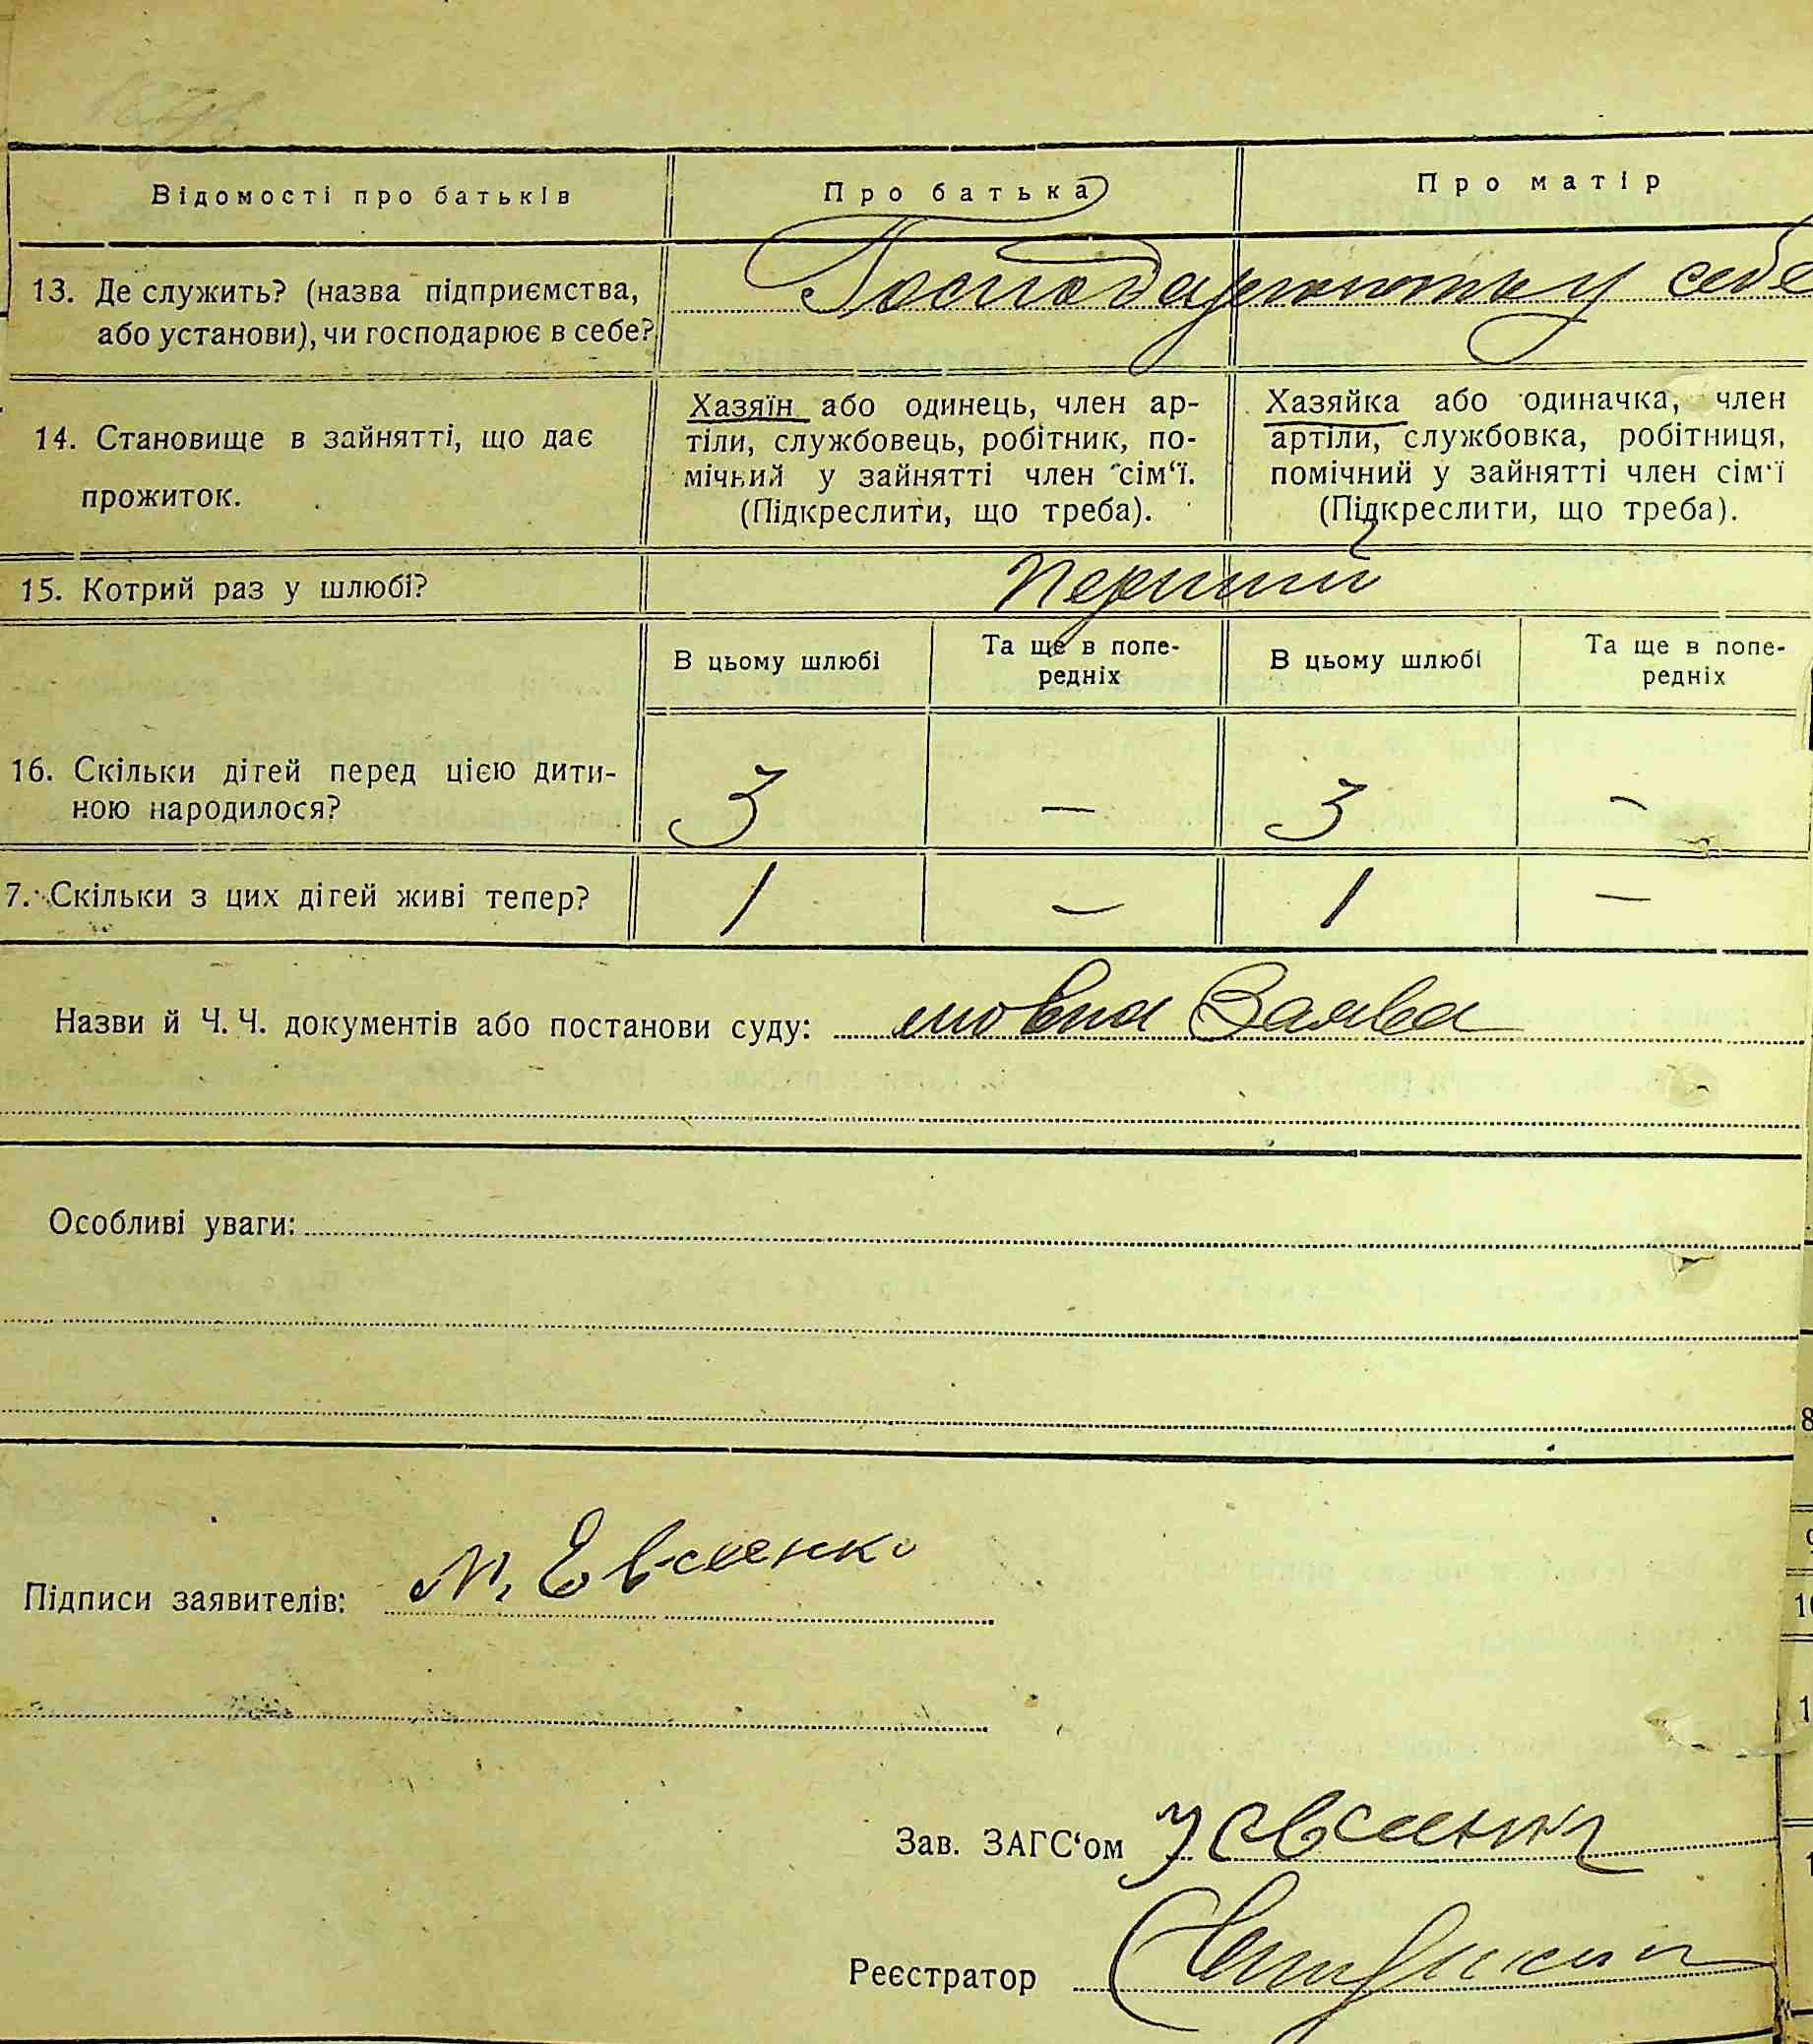 Відомості про батьків
Про батька
Про матір
13. Де служить? (назва підприємства,
або установи), чи господарює в себе?
Господарюють у себе
14. Становище в зайнятті, що дає
прожиток.
Хазяїн або одинець, член ар-
тіли, службовець, робітник, по-
мічний у зайнятті член сім‘ї.
(Підкреслити, що треба).
Хазяйка або одиначка, член
артіли, службовка, робітниця,
помічний у зайнятті член сім‘ї
(Підкреслити, що треба).
15. Котрий раз у шлюбі?
Перший
В цьому шлюбі
Та ще в попе-
редніх
В цьому шлюбі
Та ще в попе-
редніх
16. Скільки дітей перед цією дити-
ною народилося?
3 — 3 —
7. Скільки з цих дітей живі тепер?
1 — 1 —
Назви й Ч. Ч. документів або постанови суду: мовна Заява
Особливі уваги:
Підписи заявителів: М. Евсеенко
Зав. ЗАГС‘ом
Реєстратор